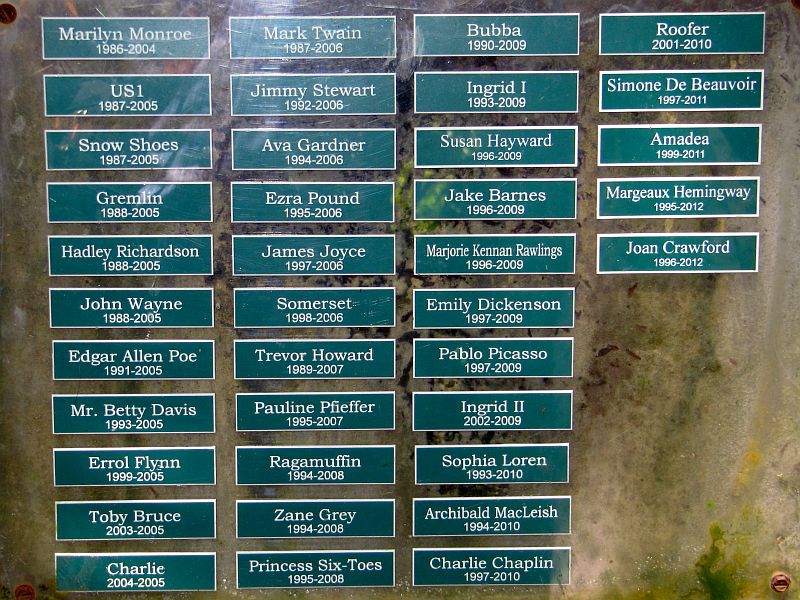 Marilyn Monroe
1986-2004
US1
1987-2005
Snow Shoes
1987-2005
Gremlin
1988-2005
Hadley Richardson
1988-2005
John Wayne
1988-2005
Edgar Allen Poe
1991-2005
Mr. Betty Davis
1993-2005
Errol Flynn
1999-2005
Toby Bruce
2003-2005
Charlie
2004-2005
Mark Twain
1987-2006
Jimmy Stewart
1992-2006
Ava Gardner
1994-2006
Ezra Pound
1995-2006
James Joyce
1997-2006
Somerset
1998-2006
Trevor Howard
1989-2007
Pauline Pfieffer
1995-2007
Ragamuffin
1994-2008
Zane Grey
1994-2008
Princess Six-Toes
1995-2008
Bubba
1990-2009
Ingrid I
1993-2009
Susan Hayward
1996-2009
Jake Barnes
1996-2009
Marjorie Kennan Rawlings
1996-2009
Emily Dickenson
1997-2009
Pablo Picasso
1997-2009
Ingrid II
2002-2009
Sophia Loren
1993-2010
Archibald MacLeish
1994-2010
Charlie Chaplin
1997-2010
Roofer
2001-2010
Simone De Beauvoir
1997-2011
Amadea
1999-2011
Margeaux Hemingway
1995-2012
Joan Crawford
1996-2012